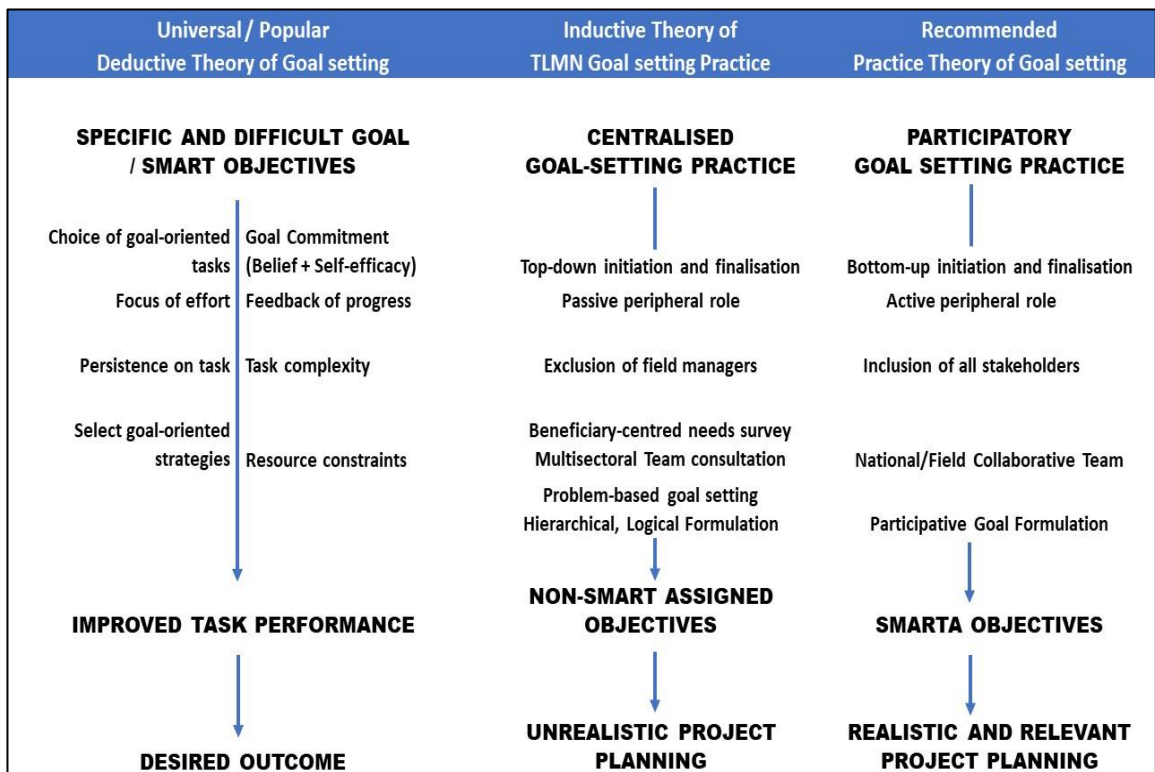 Universal / Popular
Deductive Theory of Goal setting
Inductive Theory of
TLMN Goal setting Practice
Recommended
Practice Theory of Goal setting
SPECIFIC AND DIFFICULT GOAL
/ SMART OBJECTIVES
Choice of goal-oriented
tasks
Goal Commitment
(Belief + Self-efficacy)
Focus of effort
Feedback of progress
Persistence on task
Task complexity
Select goal-oriented
strategies
Resource constraints
IMPROVED TASK PERFORMANCE
DESIRED OUTCOME
CENTRALISED
GOAL-SETTING PRACTICE
Top-down initiation and finalisation
Passive peripheral role
Exclusion of field managers
Beneficiary-centred needs survey
Multisectoral Team consultation
Problem-based goal setting
Hierarchical, Logical Formulation
NON-SMART ASSIGNED
OBJECTIVES
UNREALISTIC PROJECT
PLANNING
PARTICIPATORY
GOAL SETTING PRACTICE
Bottom-up initiation and finalisation
Active peripheral role
Inclusion of all stakeholders
National/Field Collaborative Team
Participative Goal Formulation
SMARTA OBJECTIVES
REALISTIC AND RELEVANT
PROJECT PLANNING